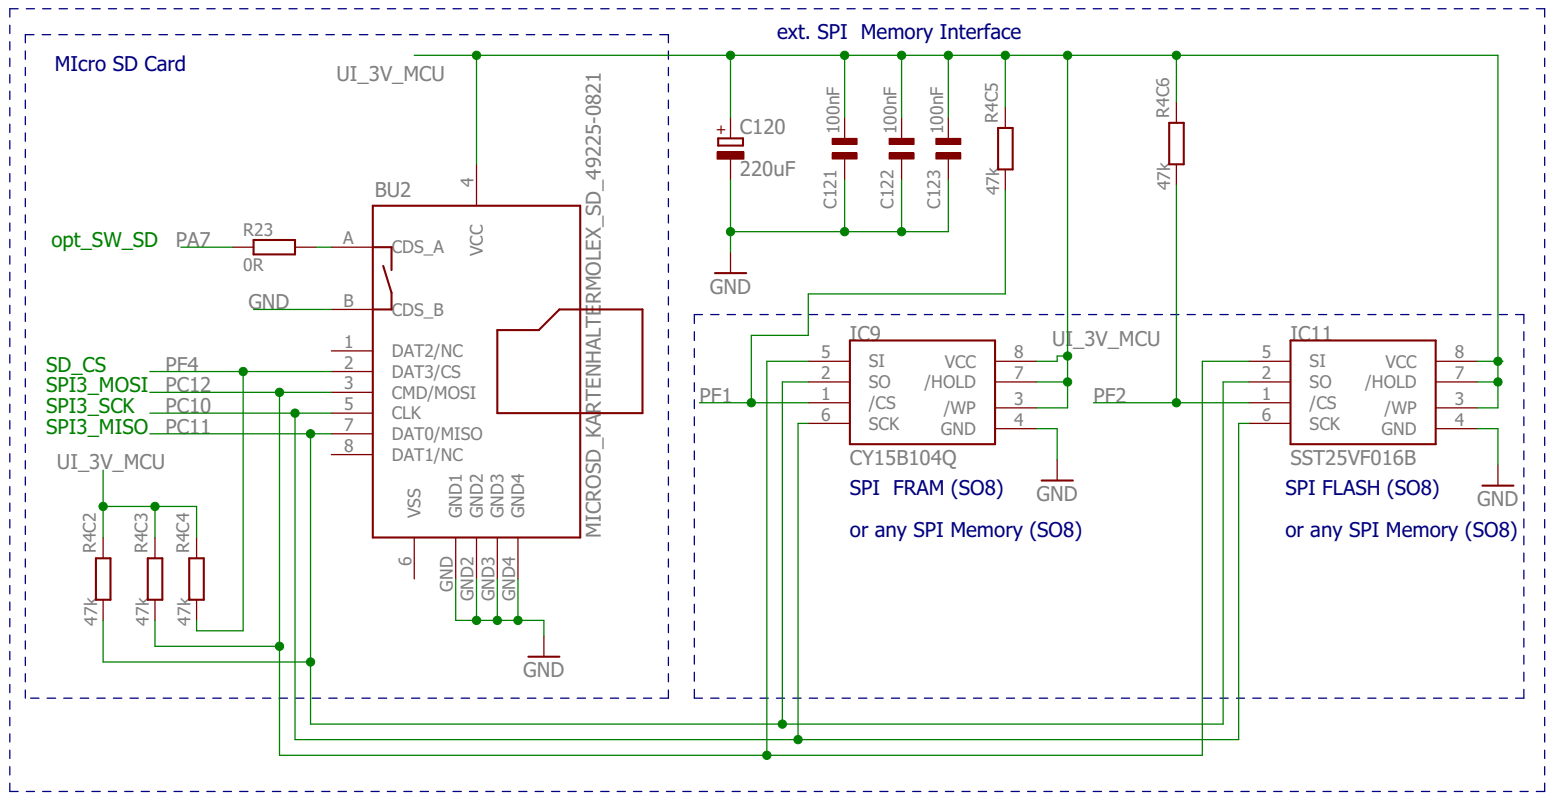 ext. SPI  Memory Interface
MIcro SD Card
UI_3V_MCU
MICROSD_KARTENHALTERMOLEX_SD_49225-0821
+
C120
220uF
100nF
C121
100nF
C122
100nF
C123
R4C5
47k
R4C6
47k
GND
BU2
4
VCC
opt_SW_SD
PA7
R23
0R
A
CDS_A
GND
B
CDS_B
1
DAT2/NC
SD_CS
PF4
2
DAT3/CS
SPI3_MOSI
PC12
3
CMD/MOSI
SPI3_SCK
PC10
5
CLK
SPI3_MISO
PC11
7
DAT0/MISO
8
DAT1/NC
VSS
GND1
GND2
GND3
GND4
6
GND
GND2
GND3
GND4
GND
UI_3V_MCU
R4C2
47k
R4C3
47k
R4C4
47k
IC9
5
SI
VCC
8
2
SO
/HOLD
7
PF1
1
/CS
/WP
3
6
SCK
GND
4
CY15B104Q
SPI  FRAM (SO8)
or any SPI Memory (SO8)
GND
UI_3V_MCU
IC11
5
SI
VCC
8
2
SO
/HOLD
7
PF2
1
/CS
/WP
3
6
SCK
GND
4
SST25VF016B
SPI FLASH (SO8)
or any SPI Memory (SO8)
GND